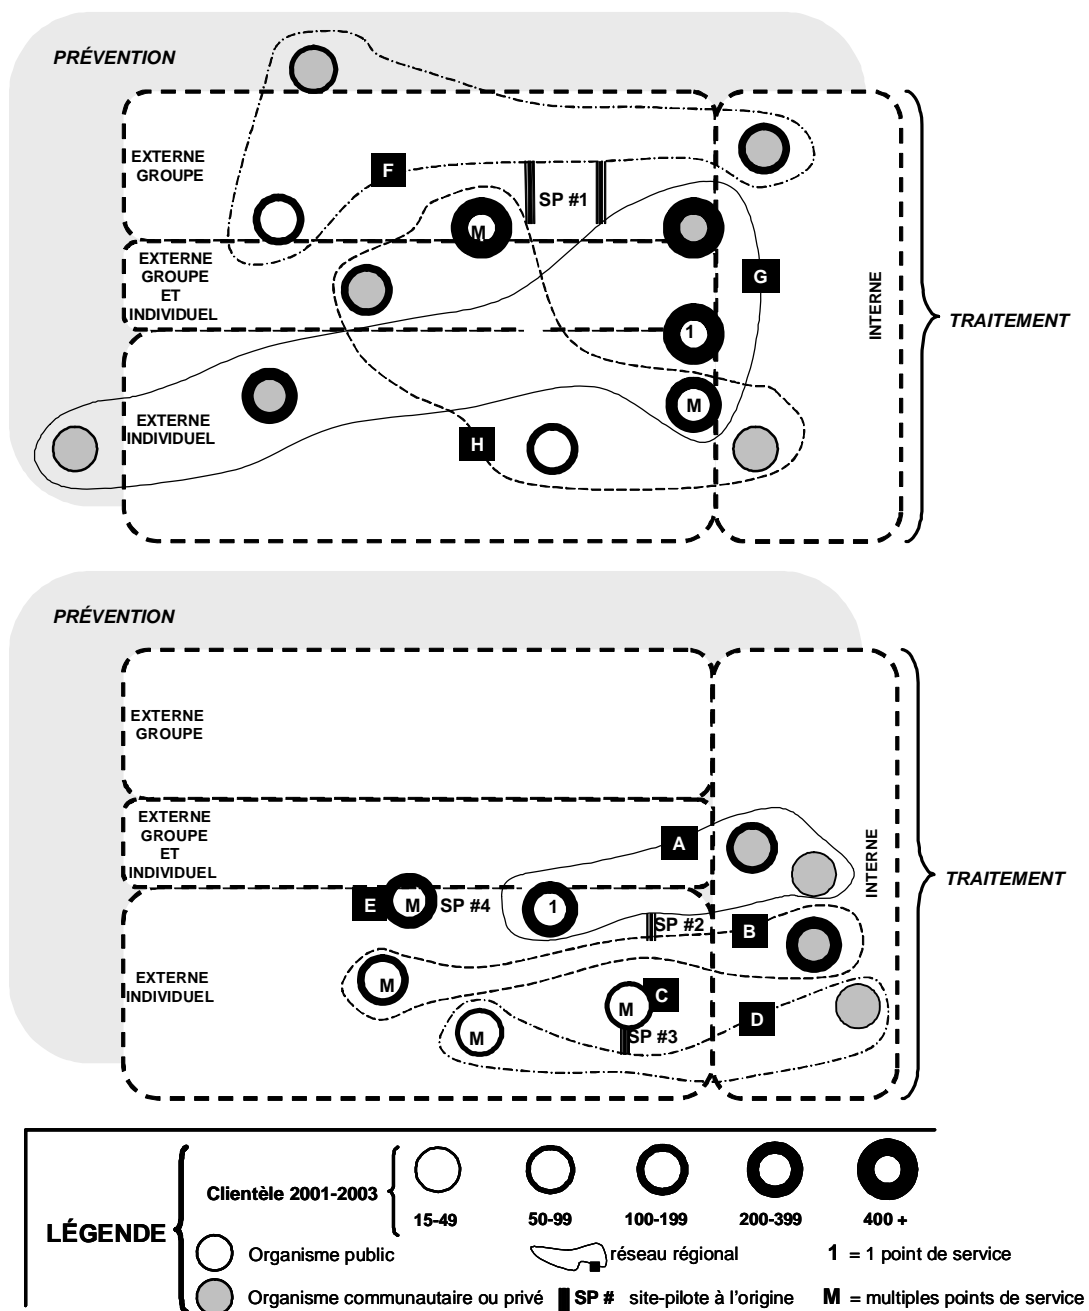 PRÉVENTION
EXTERNE
GROUPE
F
SP #1
M
EXTERNE
GROUPE
ET
INDIVIDUEL
G
INTERNE
TRAITEMENT
1
M
EXTERNE
INDIVIDUEL
H
PRÉVENTION
EXTERNE
GROUPE
EXTERNE
GROUPE
ET
INDIVIDUEL
A
INTERNE
TRAITEMENT
E
M
SP #4
1
SP #2
B
EXTERNE
INDIVIDUEL
M
C
M
SP #3
D
M
LÉGENDE
Clientèle 2001-2003
15-49
50-99
100-199
200-399
400 +
Organisme public
réseau régional
1 = 1 point de service
Organisme communautaire ou privé
SP # site-pilote à l'origine
M = multiples points de service